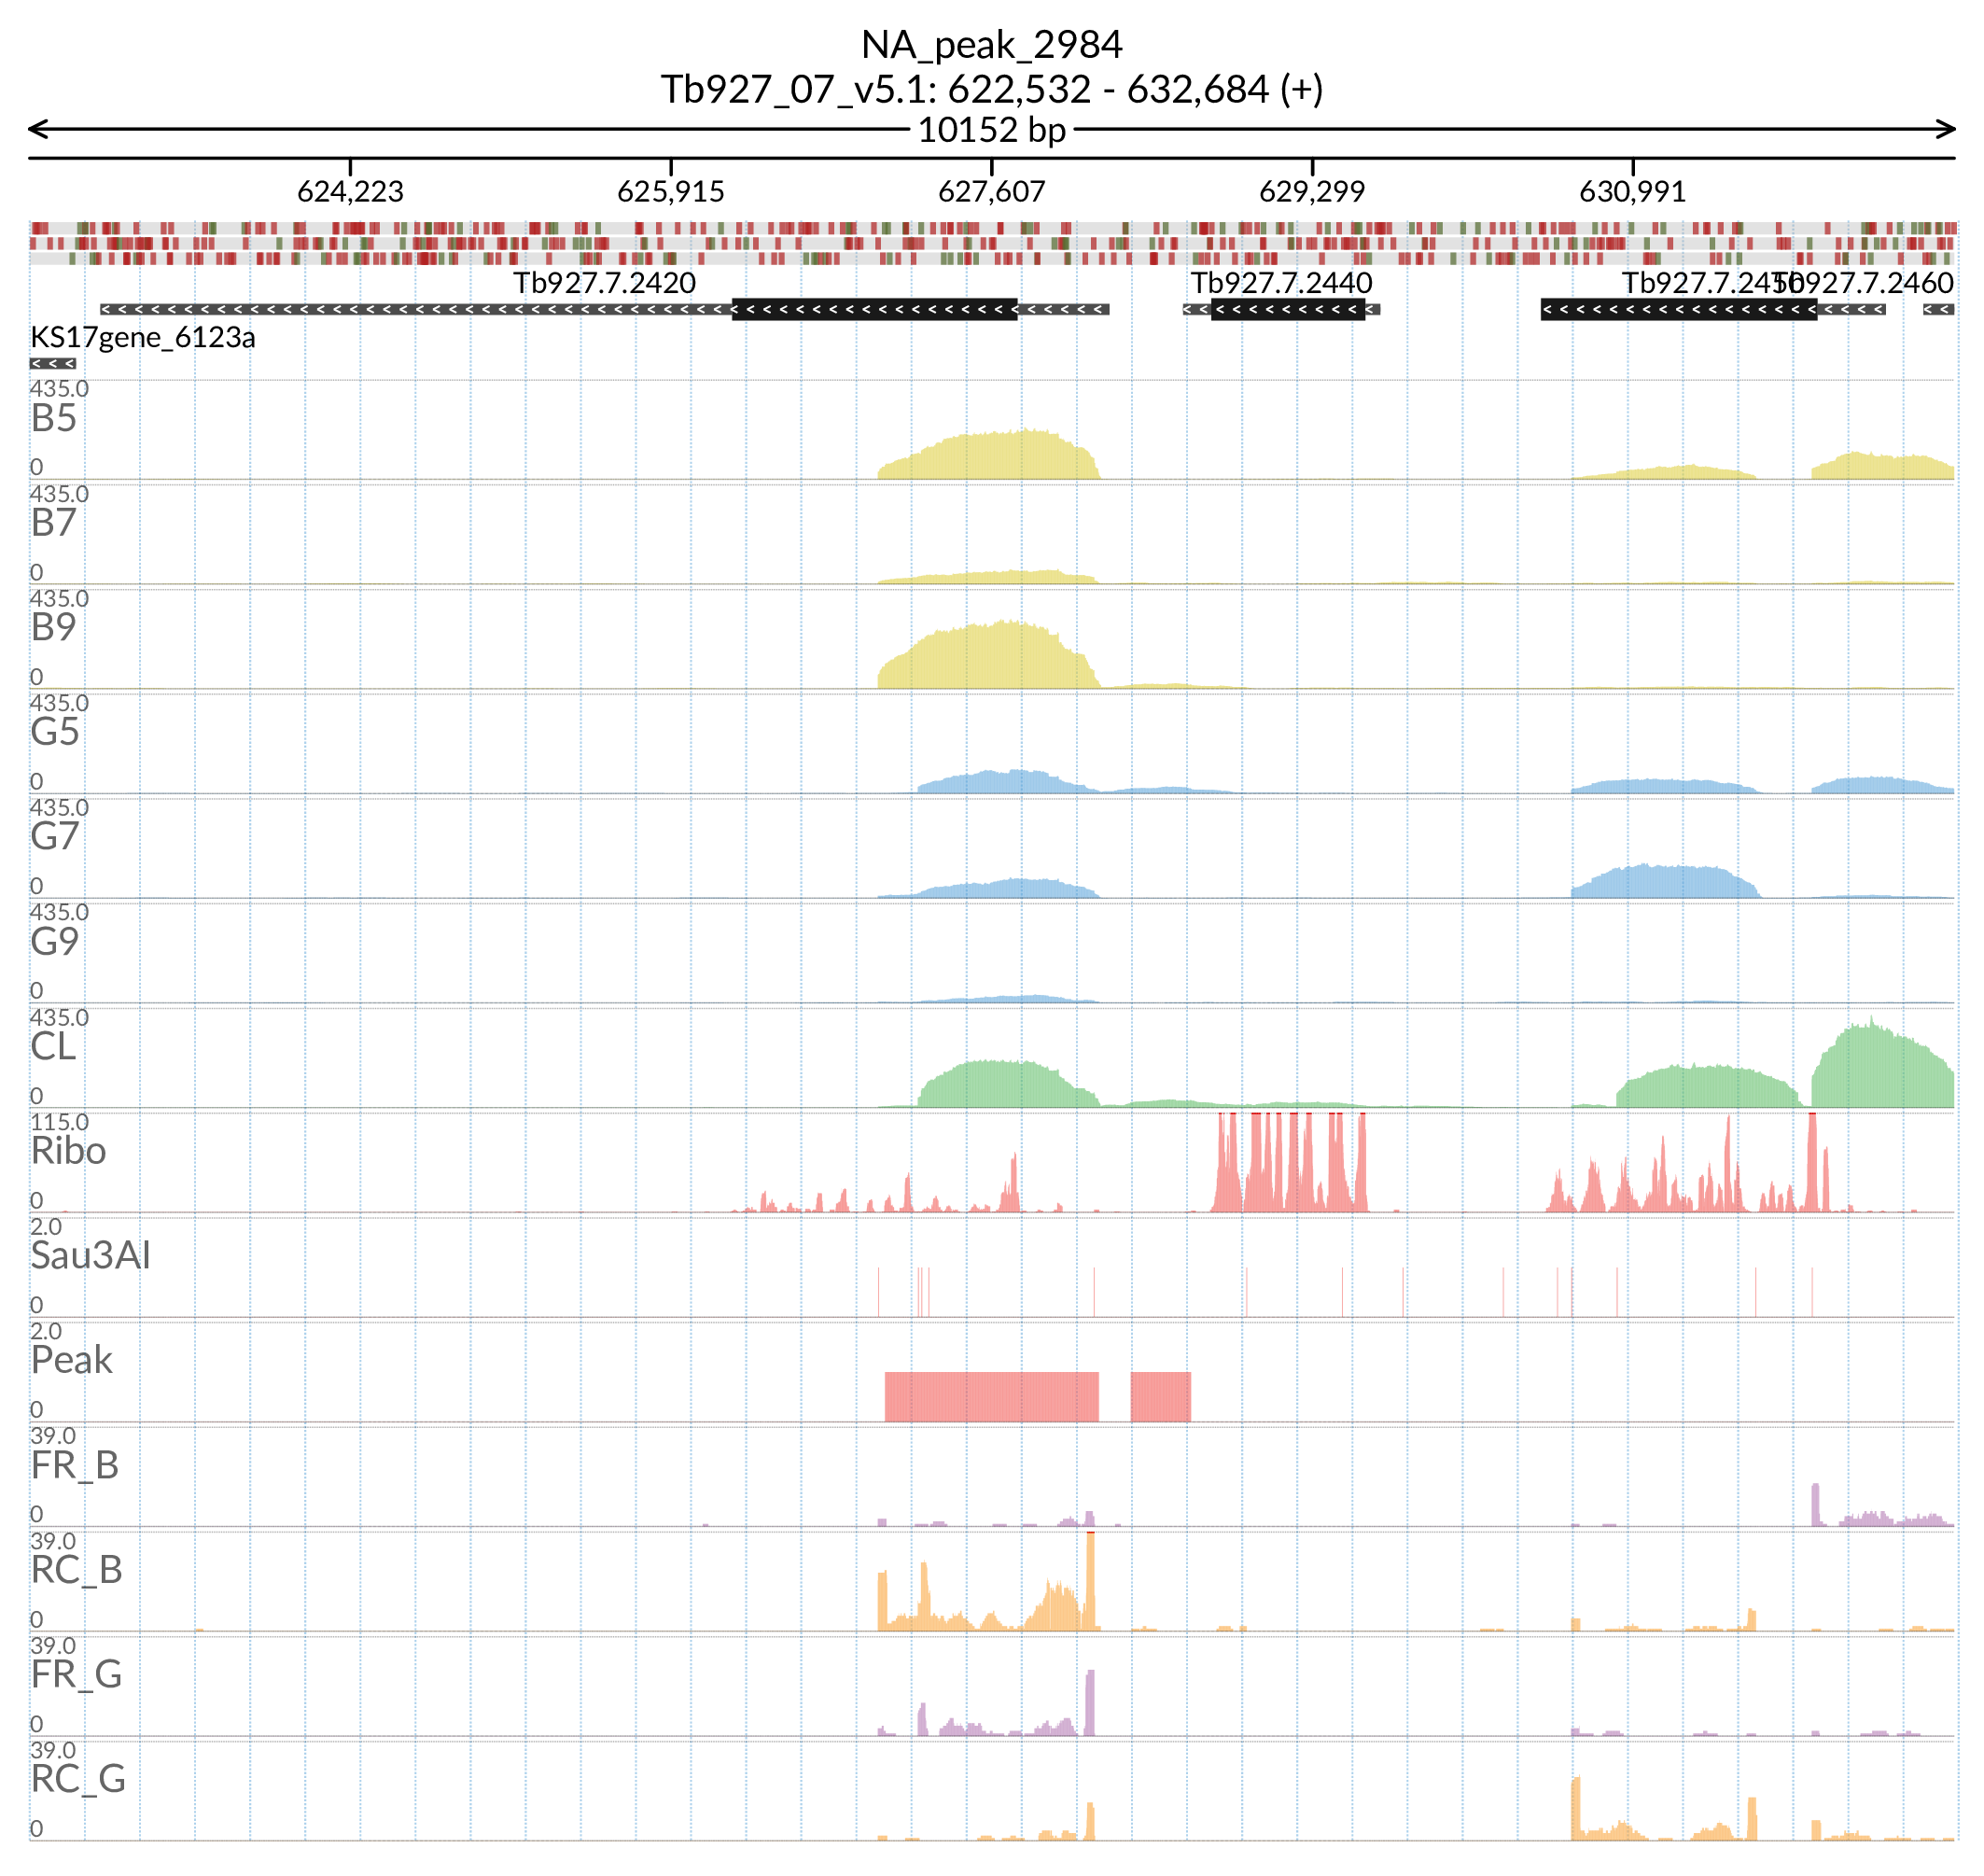 NA_peak_2984
Tb927_07_v5.1: 622,532 - 632,684 (+)
10152 bp
624,223 625,915 627,607 629,299 630,991
Tb927.7.2420 Tb927.7.2440 Tb927.7.2460
KS17gene_6123a
435.0
B5
0
435.0
B7
0
435.0
B9
0
435.0
G5
0
435.0
G7
0
435.0
G9
0
435.0
CL
0
115.0
Ribo
0
2.0
Sau3AI
0
2.0
Peak
0
39.0
FR_B
0
39.0
RC_B
0
39.0
FR_G
0
39.0
RC_G
0